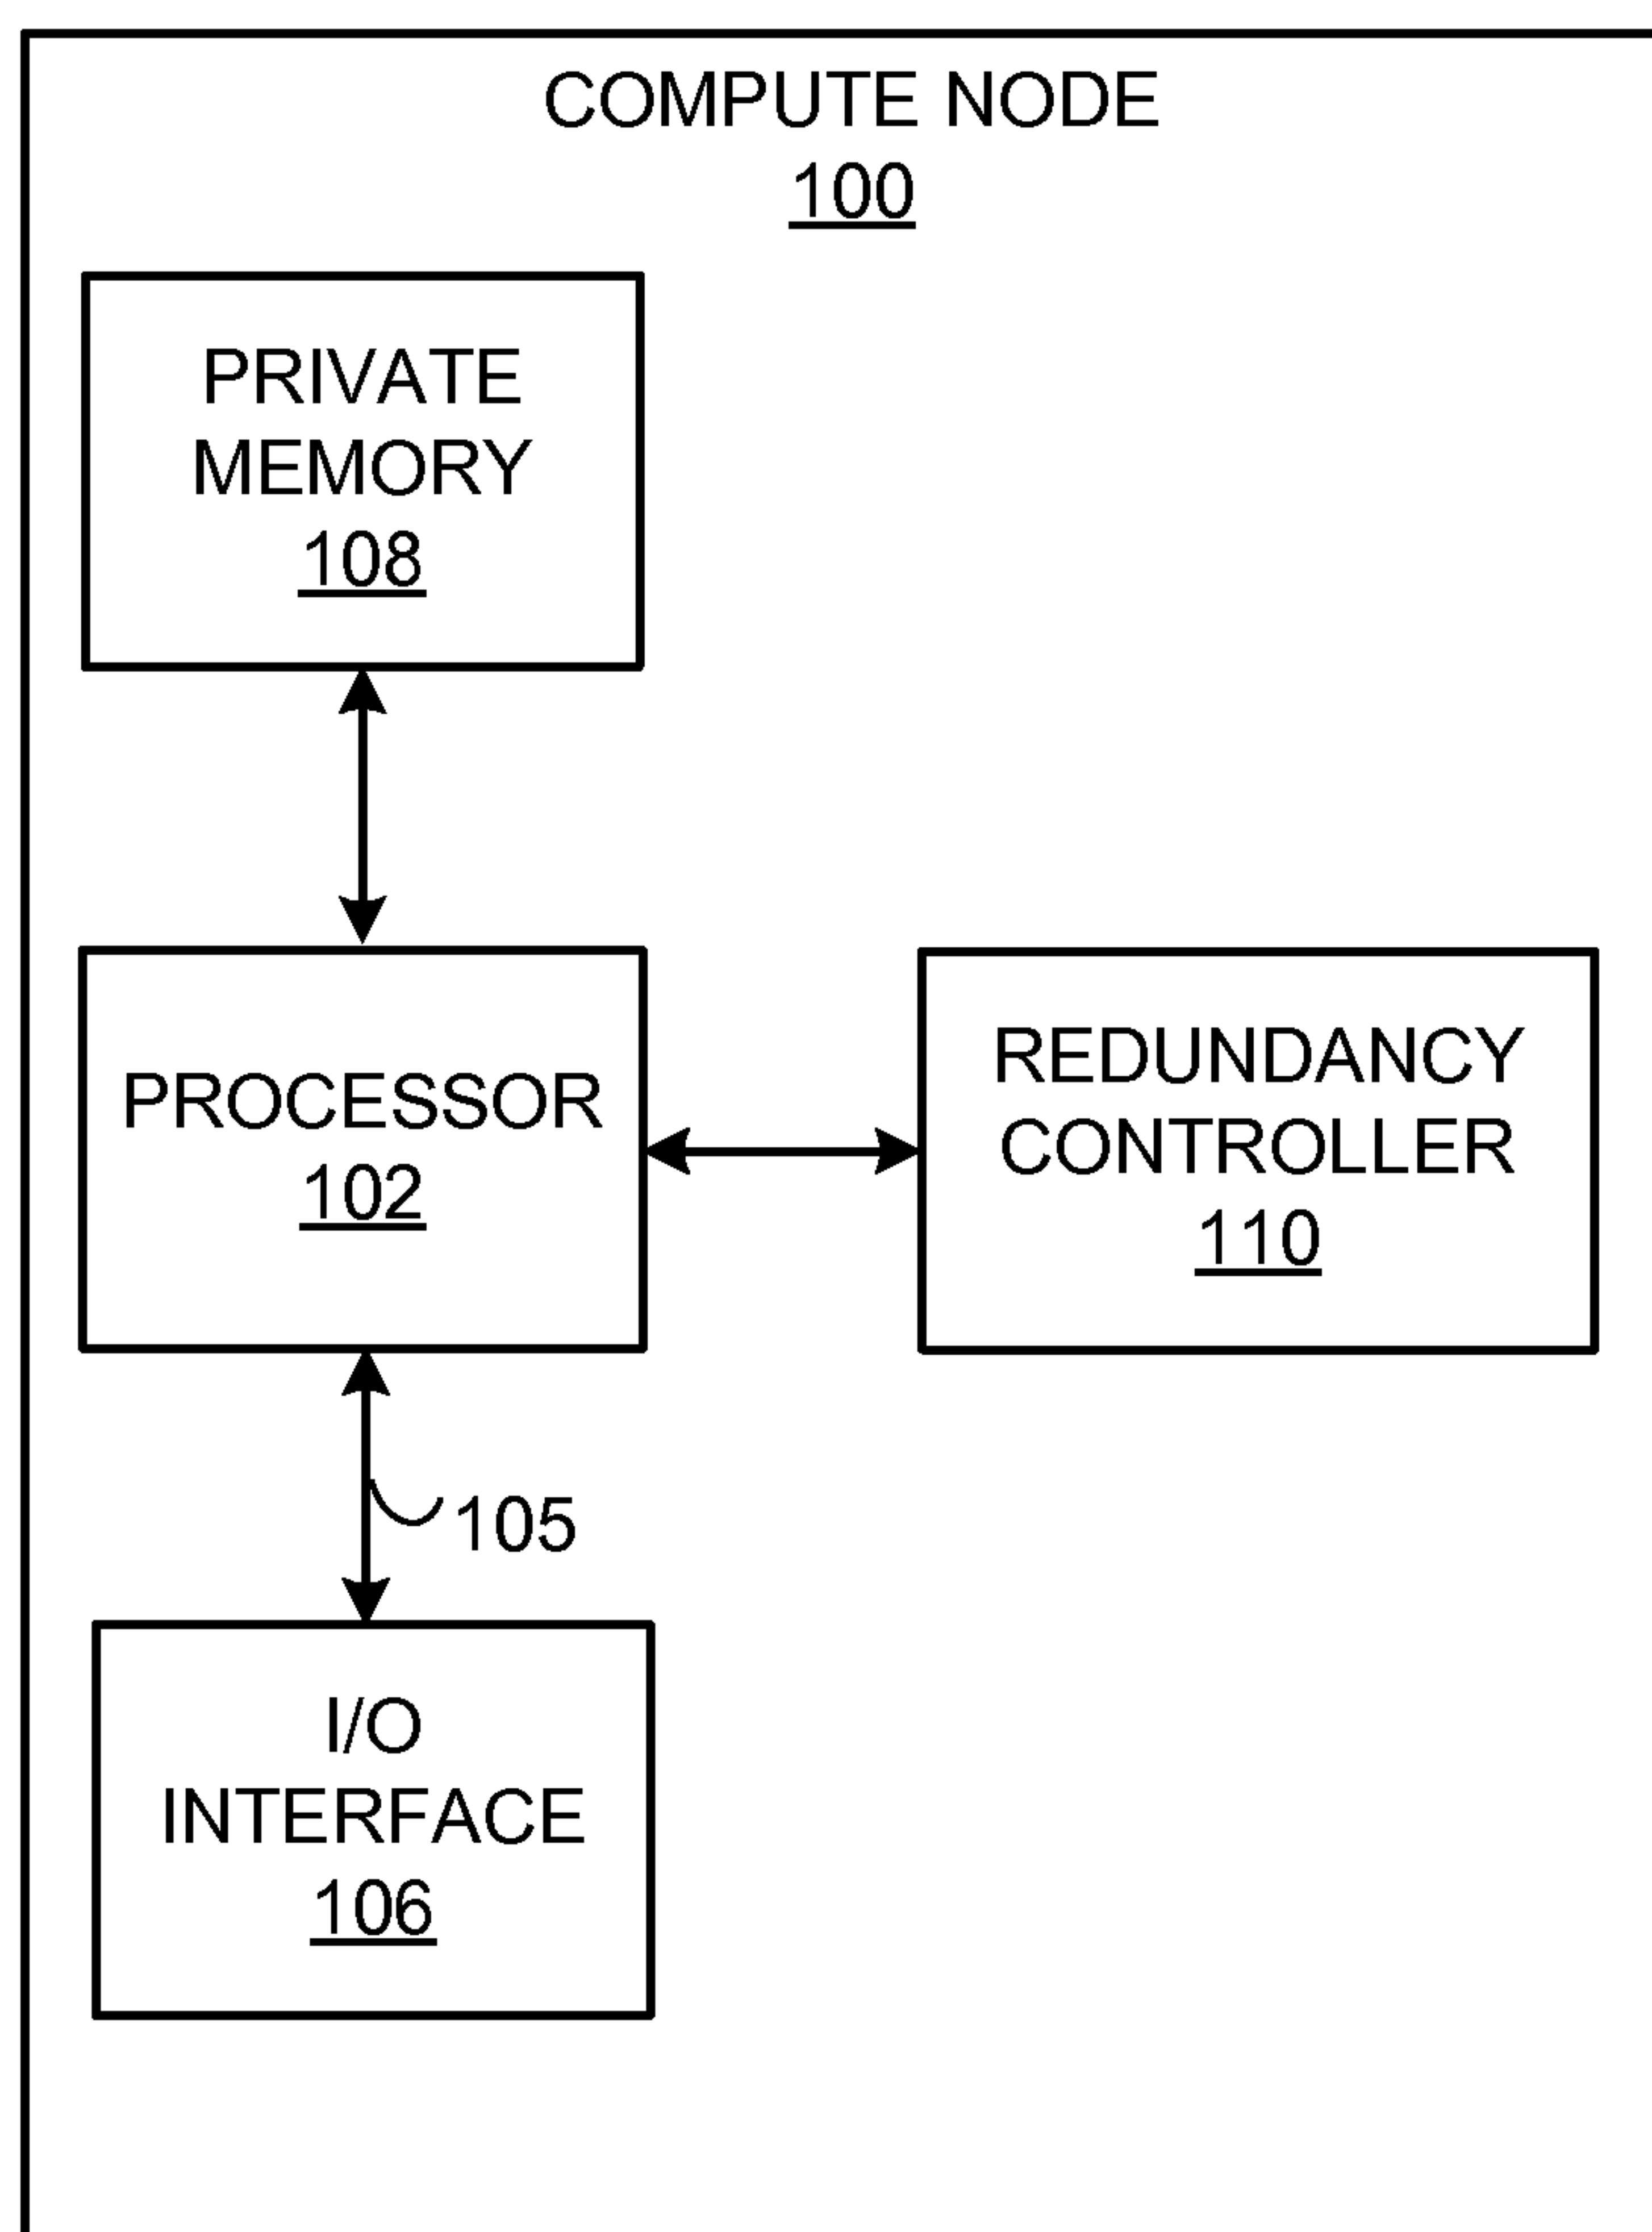 COMPUTE NODE
100
PRIVATE
MEMORY
108
PROCESSOR
102
REDUNDANCY
CONTROLLER
110
105
I/O
INTERFACE
106